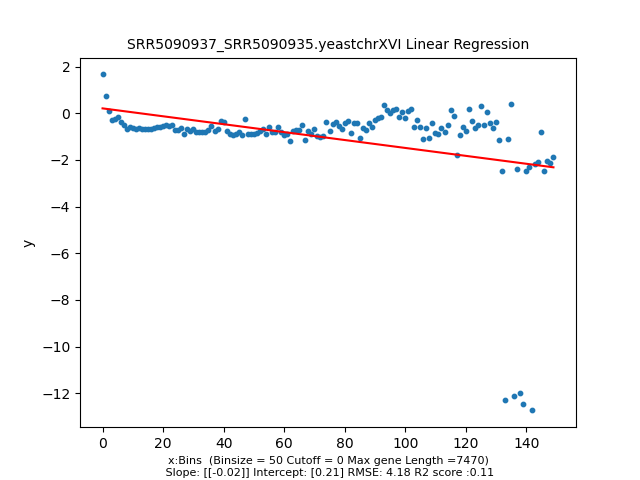 SRR5090937_SRR5090935.yeastchrXVI Linear Regression
2
0
−2
−4
−6
−8
−10
−12
y
0 20 40 60 80 100 120 140
x:Bins (Binsize = 50 Cutoff = 0 Max gene Length =7470)
Slope: [[-0.02]] Intercept: [0.21] RMSE: 4.18 R2 score :0.11